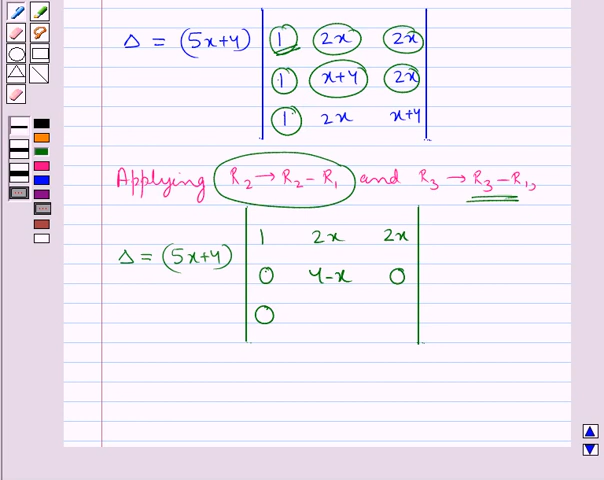 Δ = (5x+4) | 1 2x 2x |
| 1 x+4 2x |
| 1 2x x+4 |
Applying R₂ → R₂ − R₁ and R₃ → R₃ − R₁,
Δ = (5x+4) | 1 2x 2x |
| 0 4−x 0 |
| 0